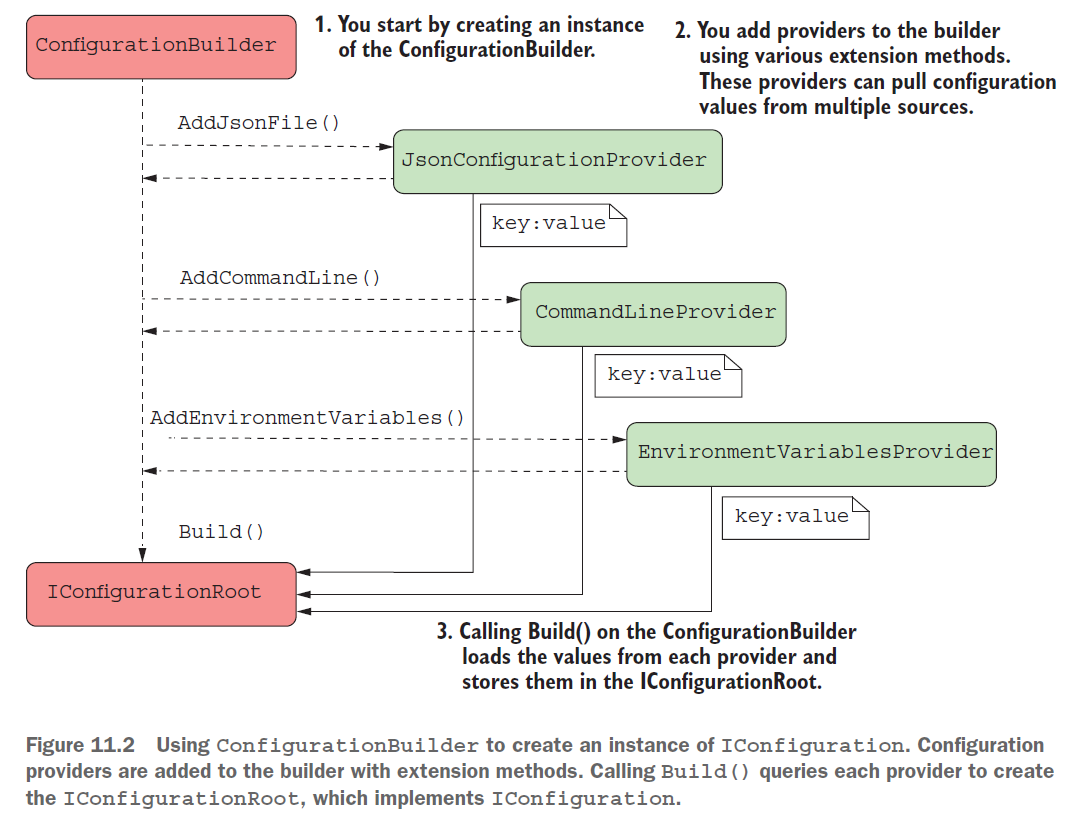 ConfigurationBuilder
1. You start by creating an instance
of the ConfigurationBuilder.
2. You add providers to the builder
using various extension methods.
These providers can pull configuration
values from multiple sources.
AddJsonFile()
JsonConfigurationProvider
key:value
AddCommandLine()
CommandLineProvider
key:value
AddEnvironmentVariables()
EnvironmentVariablesProvider
key:value
Build()
IConfigurationRoot
3. Calling Build() on the ConfigurationBuilder
loads the values from each provider and
stores them in the IConfigurationRoot.
Figure 11.2 Using ConfigurationBuilder to create an instance of IConfiguration. Configuration
providers are added to the builder with extension methods. Calling Build() queries each provider to create
the IConfigurationRoot, which implements IConfiguration.